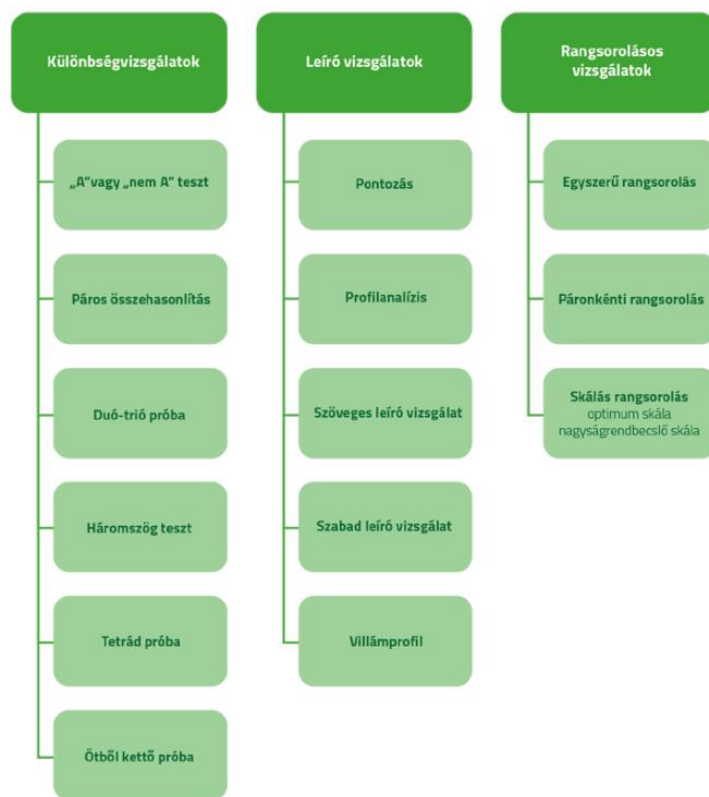 Különbségvizsgálatok
„A”vagy „nem A” teszt
Páros összehasonlítás
Duó-trió próba
Háromszög teszt
Tetrád próba
Ötből kettő próba
Leíró vizsgálatok
Pontozás
Profilanalízis
Szöveges leíró vizsgálat
Szabad leíró vizsgálat
Villámprofil
Rangsorolásos
vizsgálatok
Egyszerű rangsorolás
Páronkénti rangsorolás
Skálás rangsorolás
optimum skála
nagyságrendbecslő skála